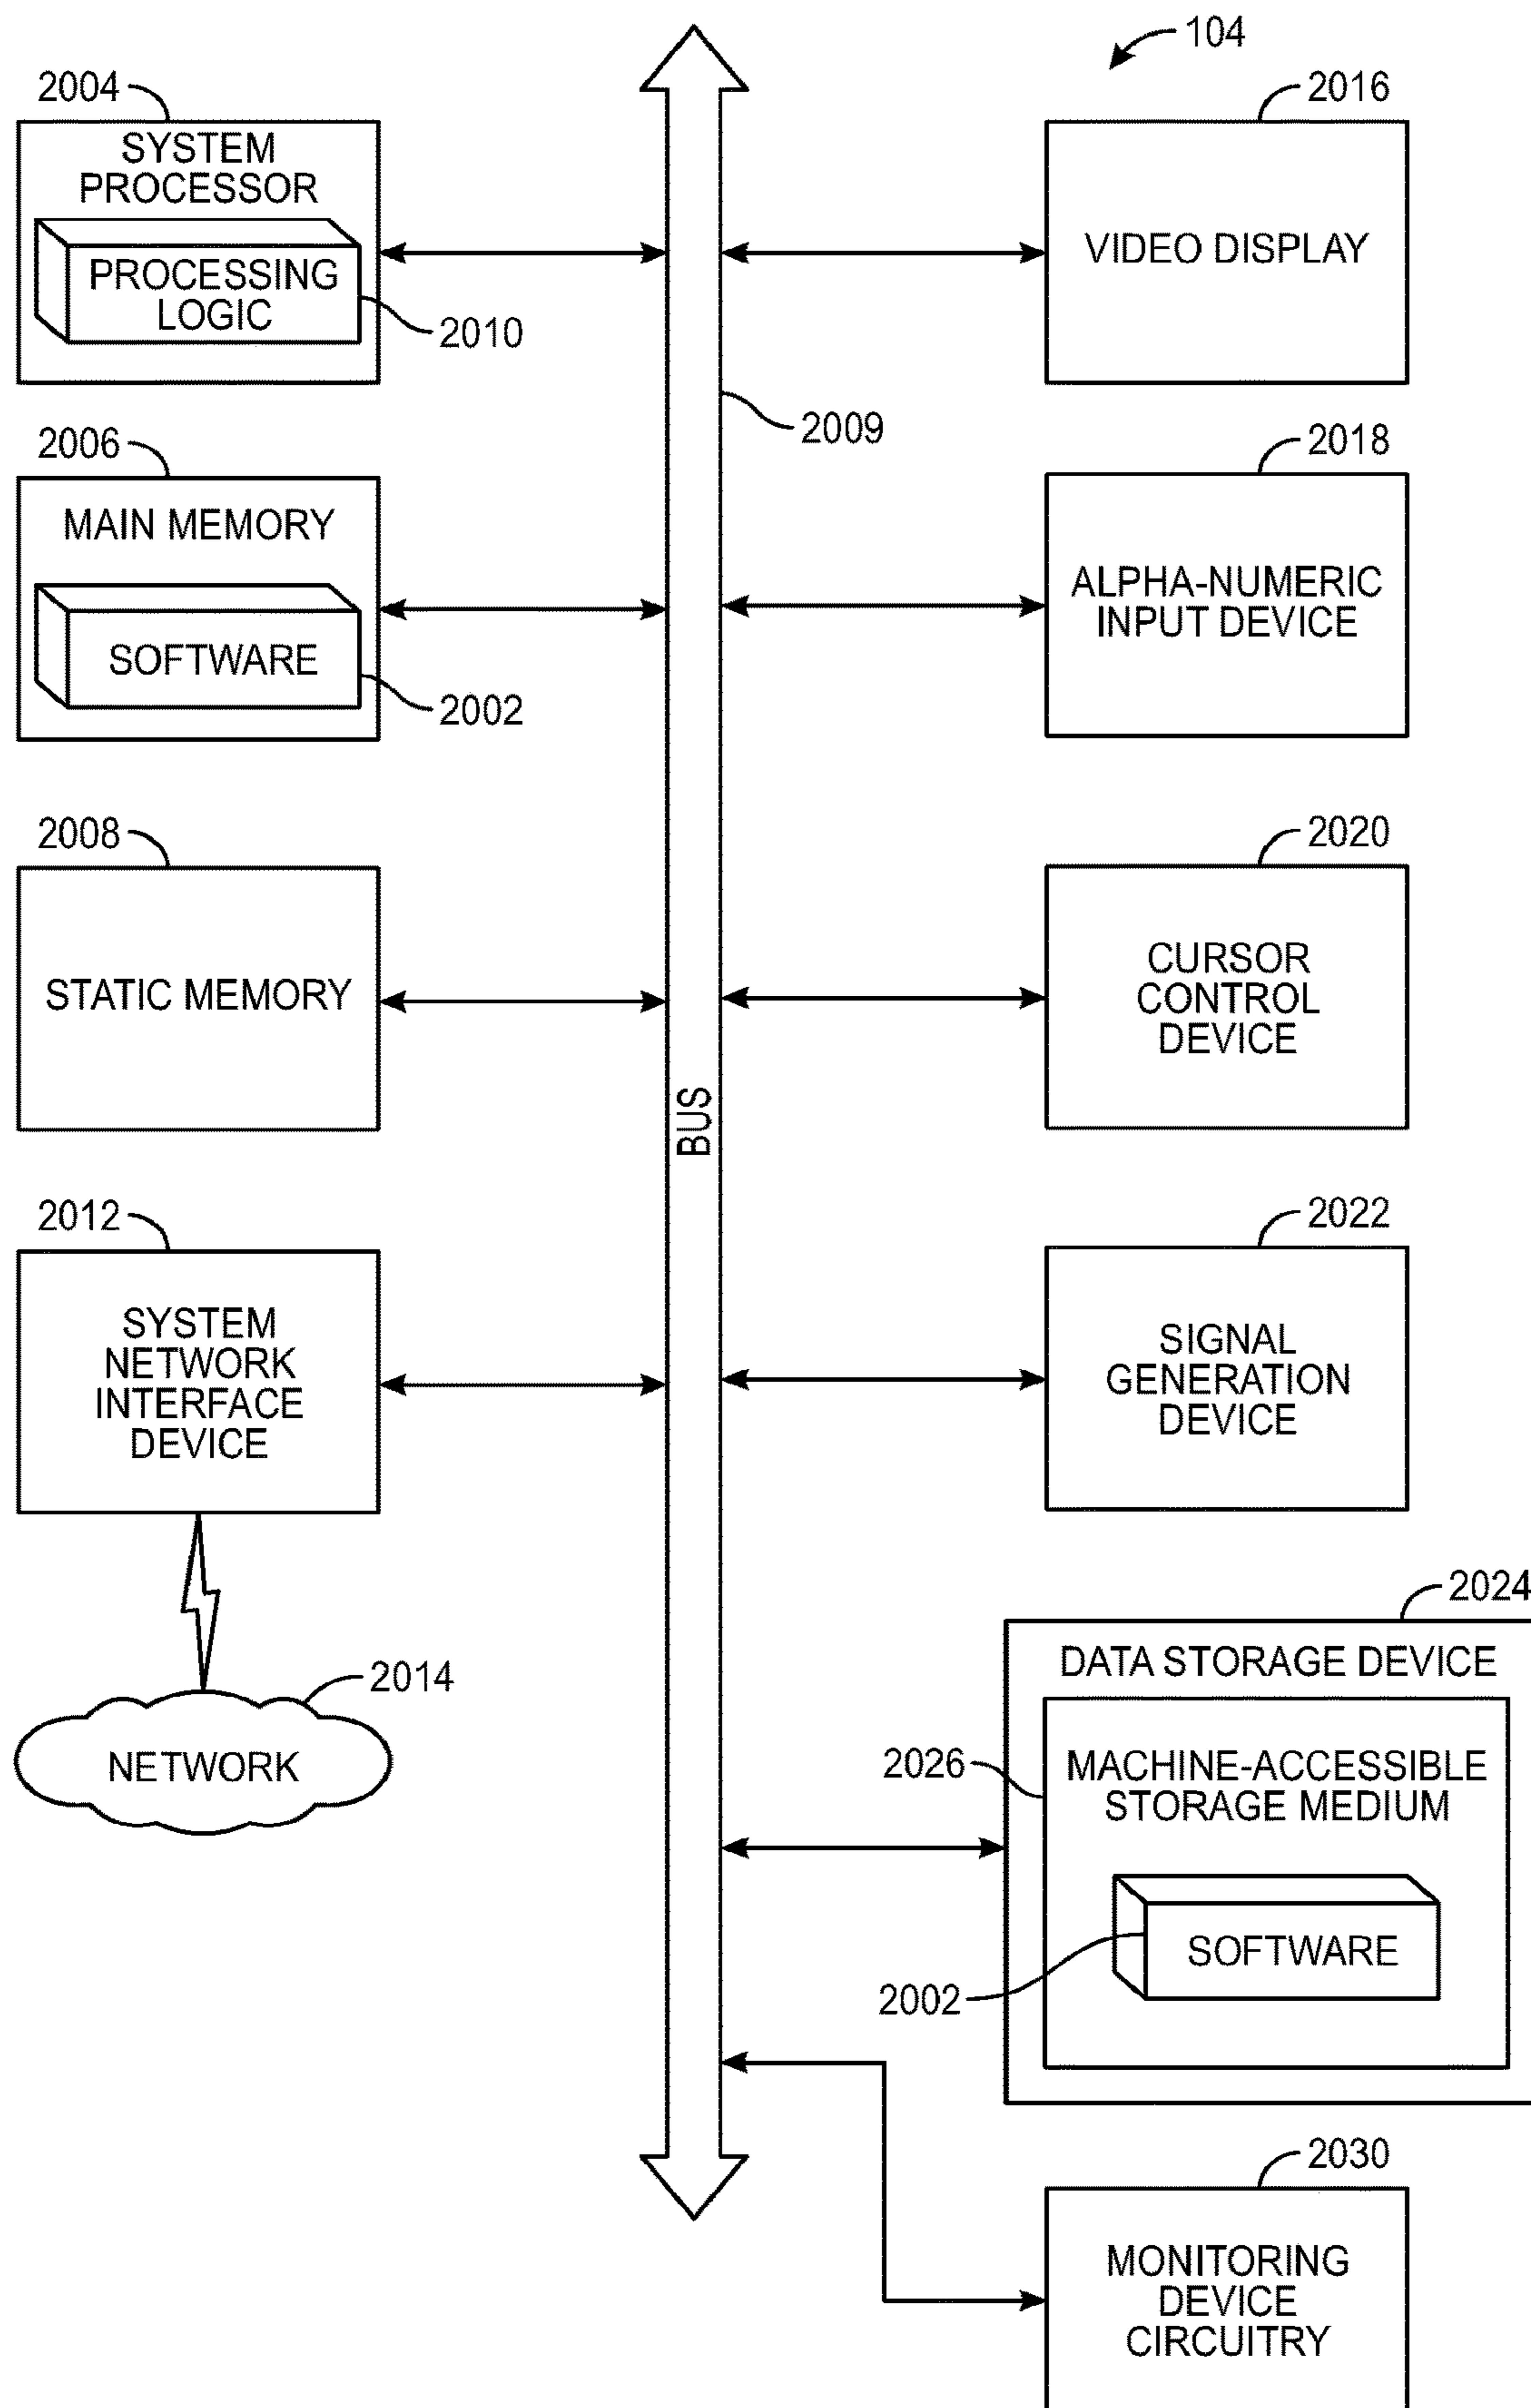 104
2004
SYSTEM
PROCESSOR
PROCESSING
LOGIC
2010
2016
VIDEO DISPLAY
2009
2006
MAIN MEMORY
SOFTWARE
2002
2018
ALPHA-NUMERIC
INPUT DEVICE
2008
STATIC MEMORY
2020
CURSOR
CONTROL
DEVICE
BUS
2012
SYSTEM
NETWORK
INTERFACE
DEVICE
2022
SIGNAL
GENERATION
DEVICE
2014
NETWORK
2024
DATA STORAGE DEVICE
2026
MACHINE-ACCESSIBLE
STORAGE MEDIUM
SOFTWARE
2002
2030
MONITORING
DEVICE
CIRCUITRY